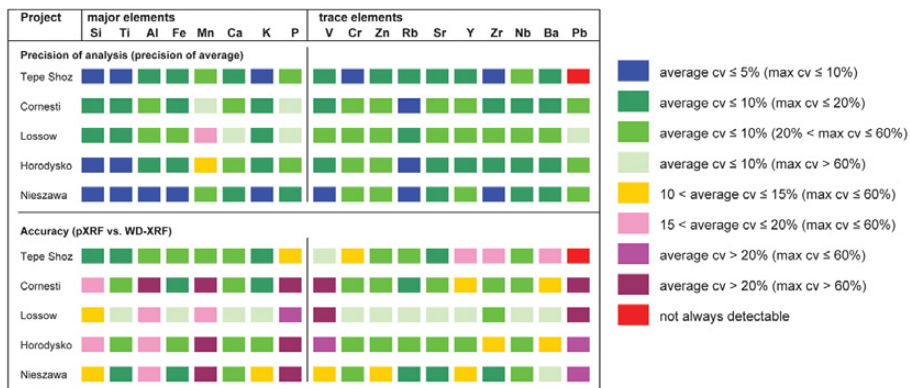 Project major elements trace elements
Si Ti Al Fe Mn Ca K P V Cr Zn Rb Sr Y Zr Nb Ba Pb
Precision of analysis (precision of average)
Tepe Shoz
Cornesti
Lossow
Horodysko
Nieszawa
Accuracy (pXRF vs. WD-XRF)
Tepe Shoz
Cornesti
Lossow
Horodysko
Nieszawa
average cv ≤ 5% (max cv ≤ 10%)
average cv ≤ 10% (max cv ≤ 20%)
average cv ≤ 10% (20% < max cv ≤ 60%)
average cv ≤ 10% (max cv > 60%)
10 < average cv ≤ 15% (max cv ≤ 60%)
15 < average cv ≤ 20% (max cv ≤ 60%)
average cv > 20% (max cv ≤ 60%)
average cv > 20% (max cv > 60%)
not always detectable